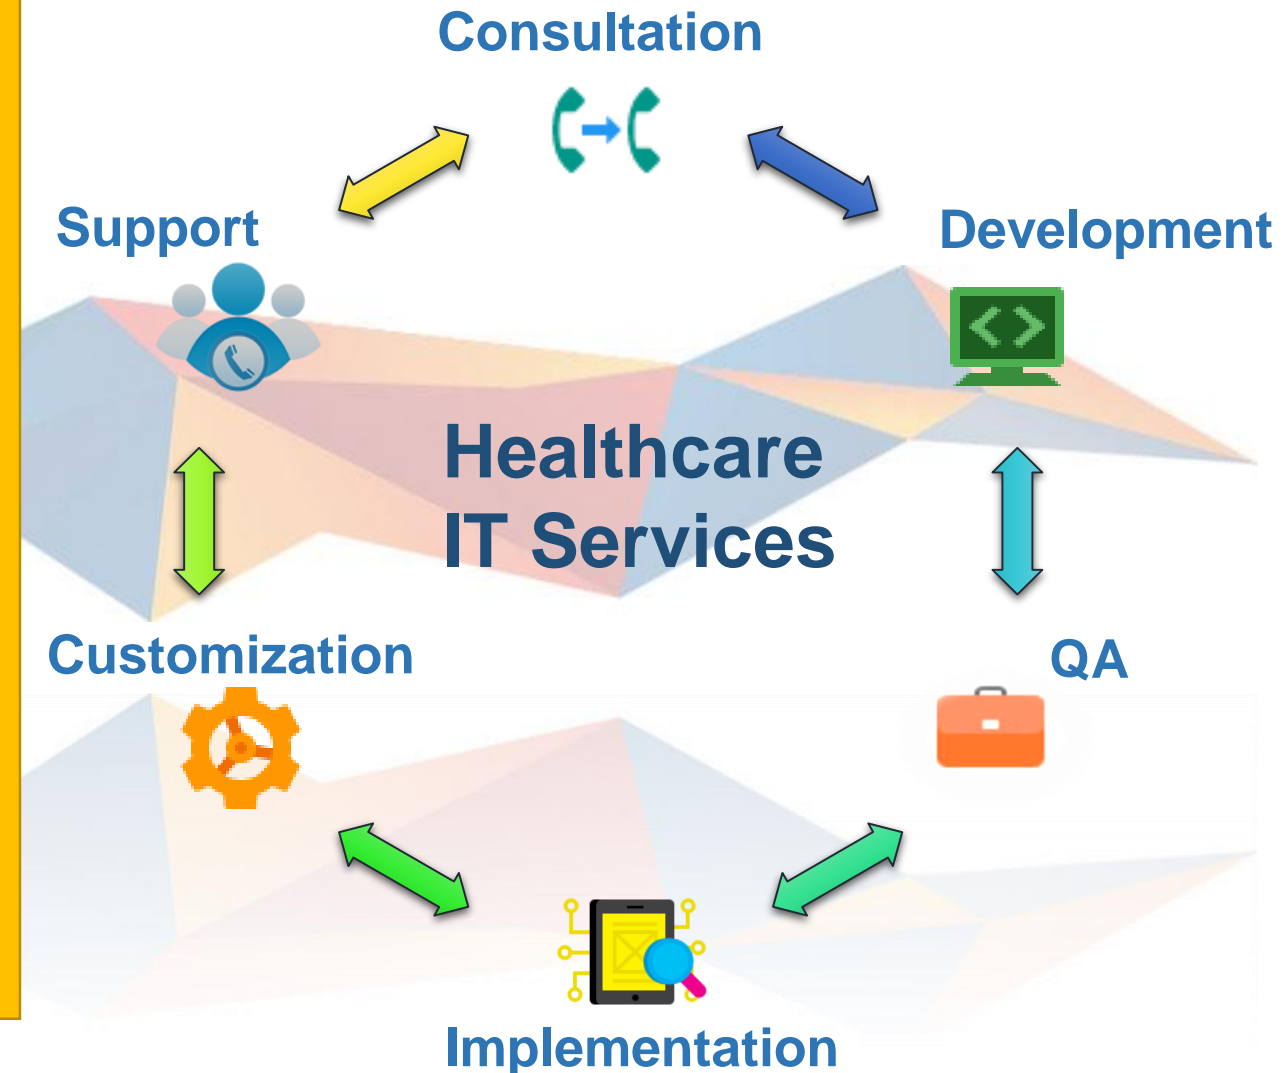 Consultation
Support
Development
Healthcare
IT Services
Customization
QA
Implementation